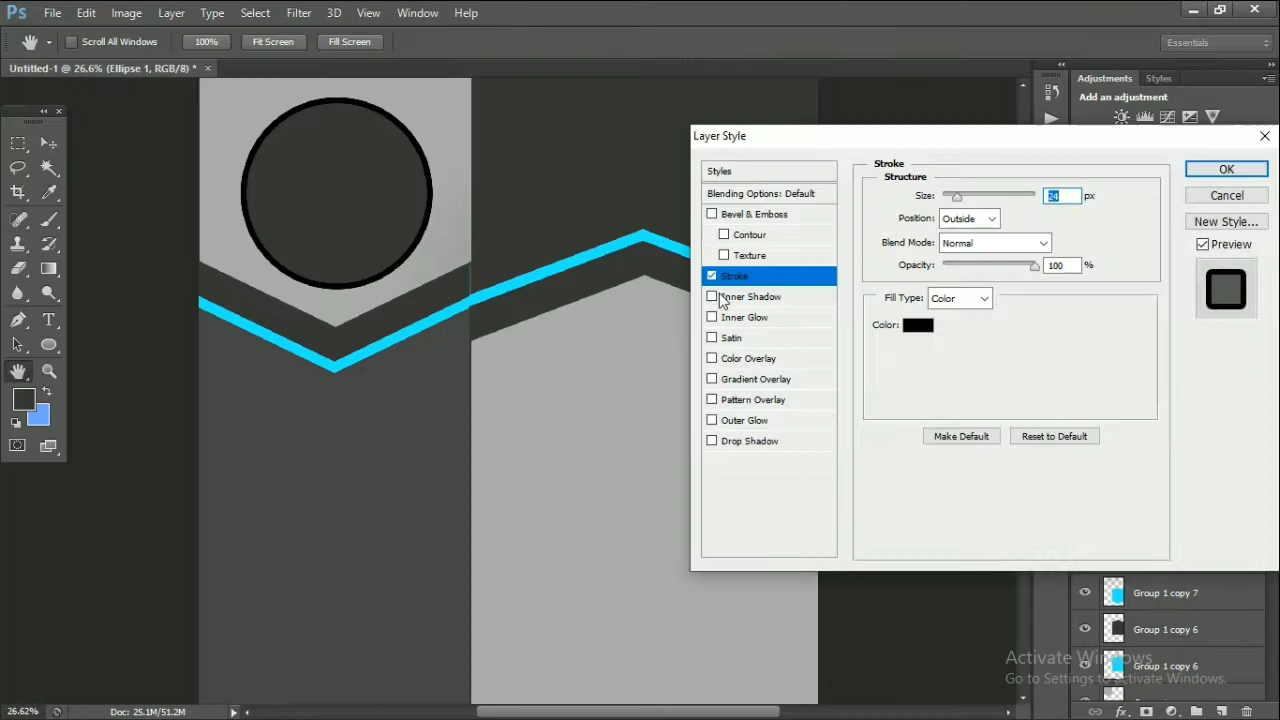 Ps File Edit Image Layer Type Select Filter 3D View Window Help
Scroll All Windows 100% Fit Screen Fill Screen Essentials
Untitled-1 @ 26.6% (Ellipse 1, RGB/8) * ×
Adjustments Styles
Add an adjustment
Layer Style
Styles
Blending Options: Default
Bevel & Emboss
Contour
Texture
Stroke
Inner Shadow
Inner Glow
Satin
Color Overlay
Gradient Overlay
Pattern Overlay
Outer Glow
Drop Shadow
Stroke
Structure
Size: 24 px
Position: Outside
Blend Mode: Normal
Opacity: 100 %
Fill Type: Color
Color:
Make Default Reset to Default
OK
Cancel
New Style...
Preview
Group 1 copy 7
Group 1 copy 6
Group 1 copy 6
Activate Windows
Go to Settings to activate Windows.
26.62% Doc: 25.1M/51.2M